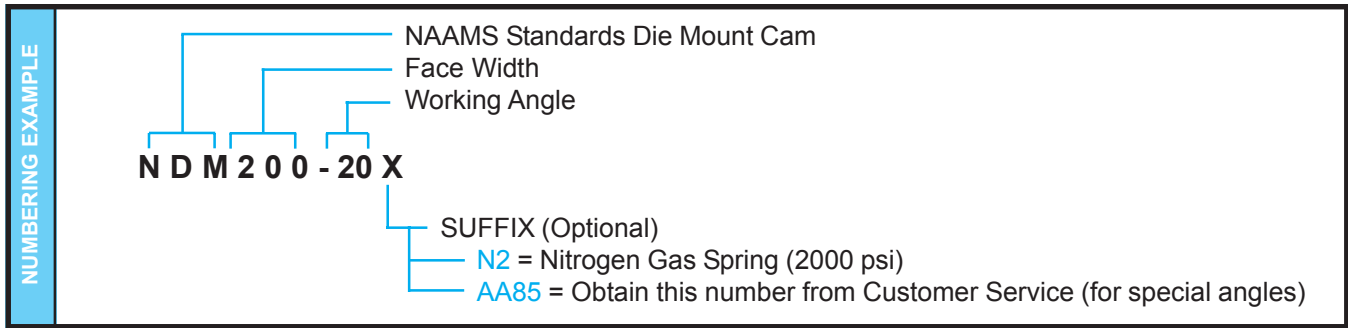 NUMBERING EXAMPLE
NAAMS Standards Die Mount Cam
Face Width
Working Angle
N D M 2 0 0 - 20 X
SUFFIX (Optional)
N2 = Nitrogen Gas Spring (2000 psi)
AA85 = Obtain this number from Customer Service (for special angles)